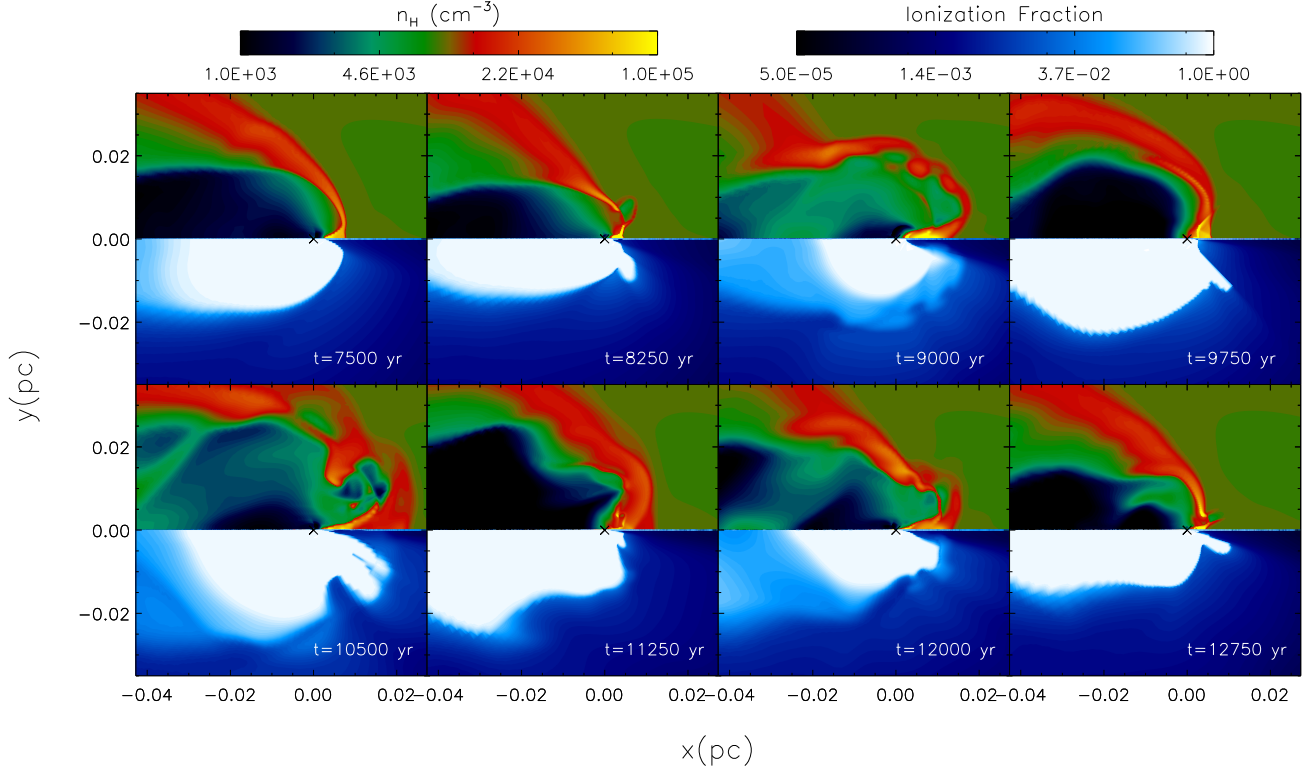 n_H (cm^-3) Ionization Fraction
1.0E+03 4.6E+03 2.2E+04 1.0E+05 5.0E-05 1.4E-03 3.7E-02 1.0E+00
0.02
0.00
-0.02
t=7500 yr t=8250 yr t=9000 yr t=9750 yr
y(pc)
0.02
0.00
-0.02
t=10500 yr t=11250 yr t=12000 yr t=12750 yr
-0.04 -0.02 0.00 0.02 -0.04 -0.02 0.00 0.02 -0.04 -0.02 0.00 0.02 -0.04 -0.02 0.00 0.02
x(pc)